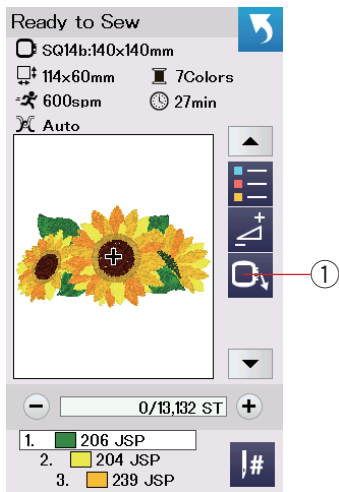 Ready to Sew
SQ14b:140x140mm
114x60mm 7Colors
600spm 27min
Auto
1
0/13,132 ST
1. 206 JSP
2. 204 JSP
3. 239 JSP
#